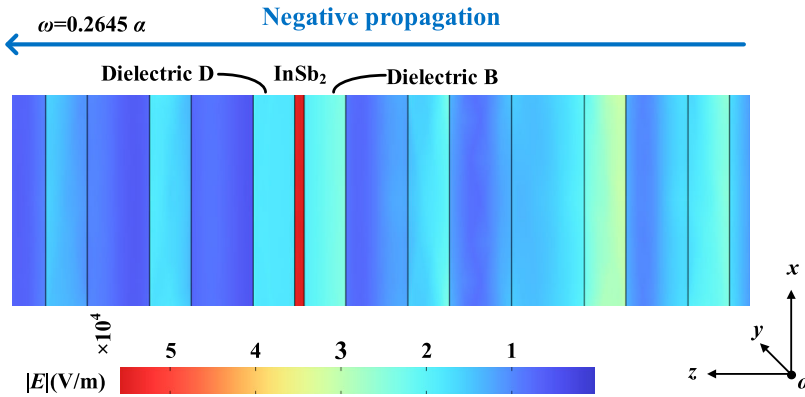 Negative propagation
ω=0.2645 α
Dielectric D
InSb₂
Dielectric B
×10⁴
5 4 3 2 1
|E|(V/m)
x
y
z
o